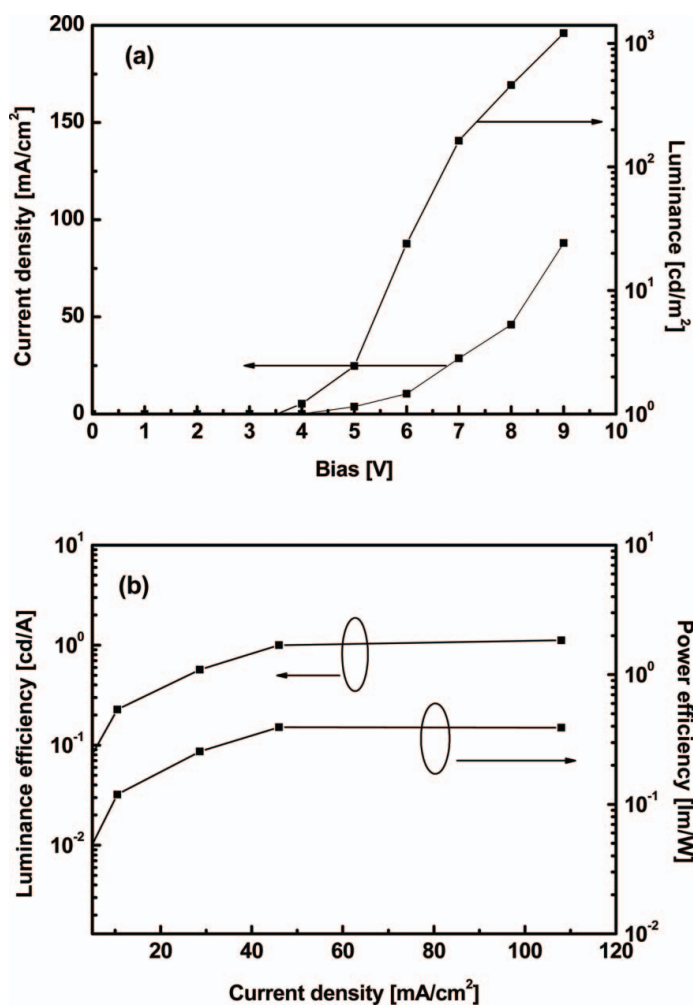 (a)
Current density [mA/cm²]
200
150
100
50
0
0 1 2 3 4 5 6 7 8 9 10
Bias [V]
10³
10²
10¹
10⁰
Luminance [cd/m²]
(b)
Luminance efficiency [cd/A]
10¹
10⁰
10⁻¹
10⁻²
20 40 60 80 100 120
Current density [mA/cm²]
10¹
10⁰
10⁻¹
10⁻²
Power efficiency [lm/W]